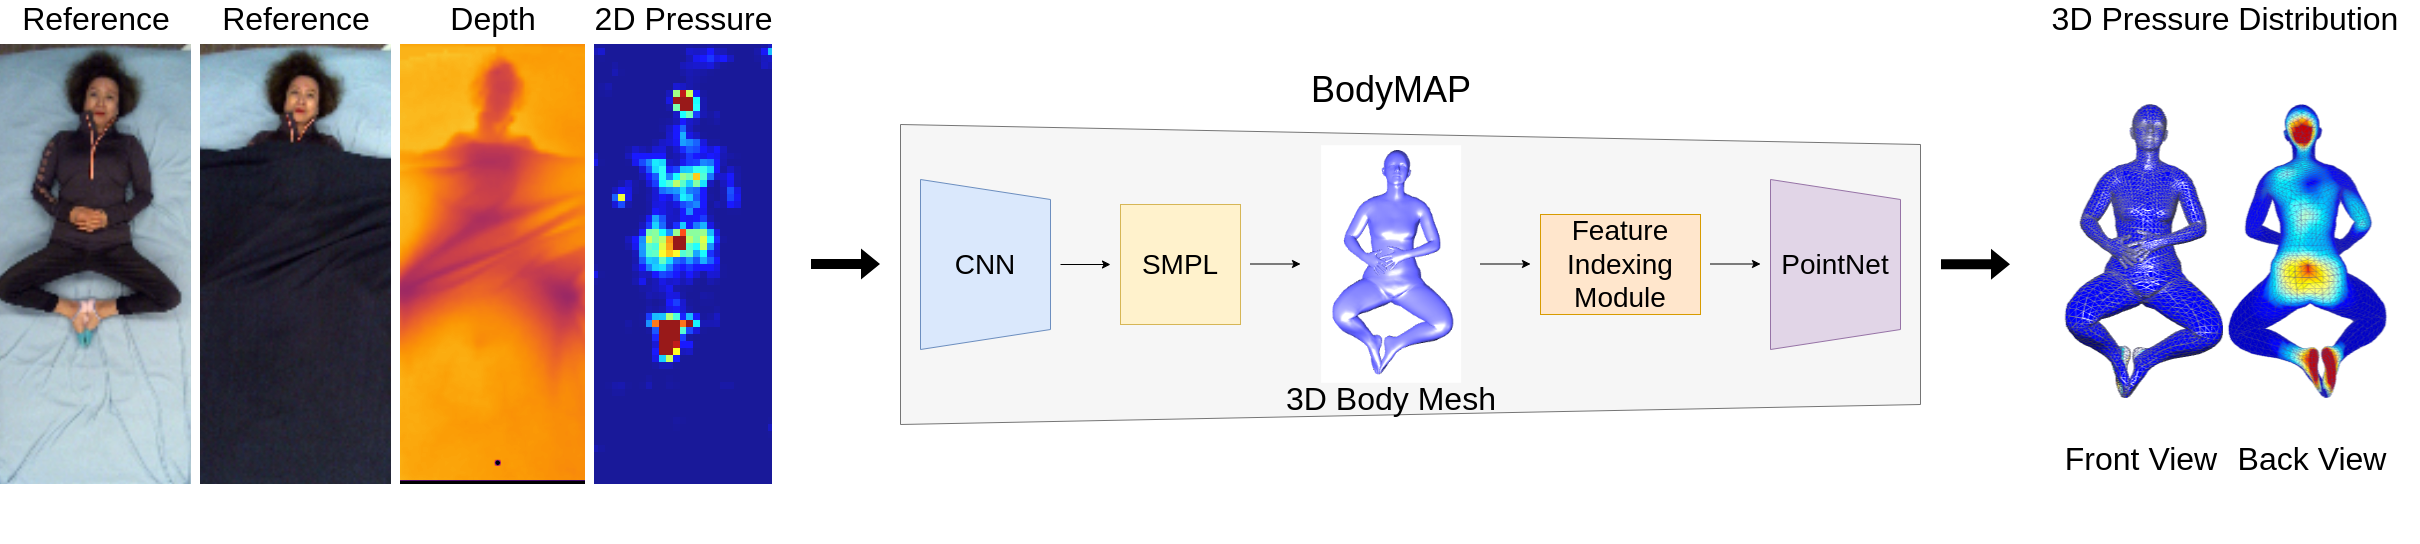 Reference
Reference
Depth
2D Pressure
3D Pressure Distribution
BodyMAP
CNN
SMPL
3D Body Mesh
Feature
Indexing
Module
PointNet
Front View
Back View